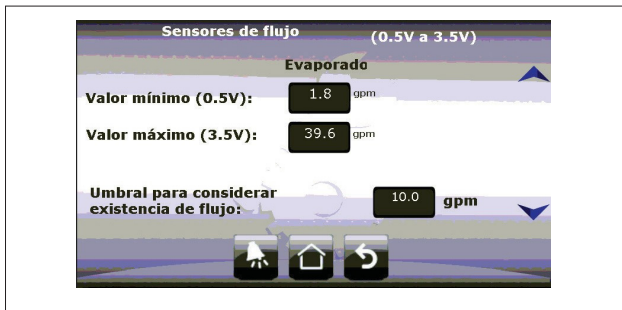 Sensores de flujo (0.5V a 3.5V)
Evaporado
Valor mínimo (0.5V): 1.8 gpm
Valor máximo (3.5V): 39.6 gpm
Umbral para considerar
existencia de flujo: 10.0 gpm